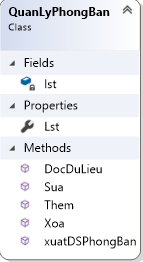 QuanLyPhongBan
Class
Fields
lst
Properties
Lst
Methods
DocDuLieu
Sua
Them
Xoa
xuatDSPhongBan